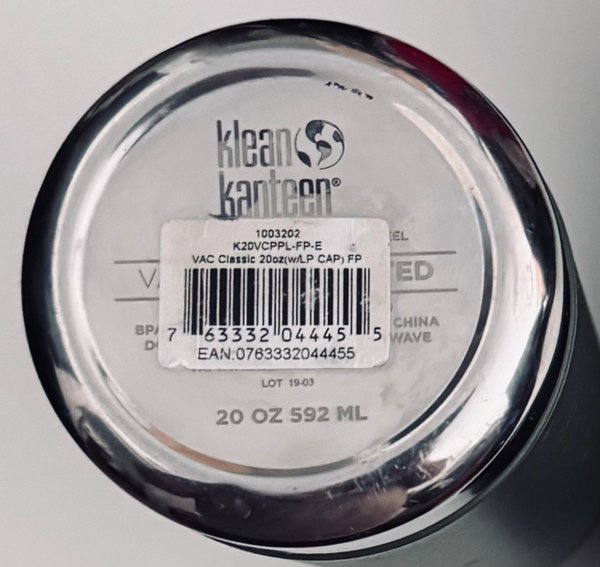 klean
kanteen®
1003202
K20VCPPL-FP-E
VAC Classic 20oz(w/LP CAP) FP
7 63332 04445 5
EAN:0763332044455
CHINA
LOT 19-03
20 OZ 592 ML